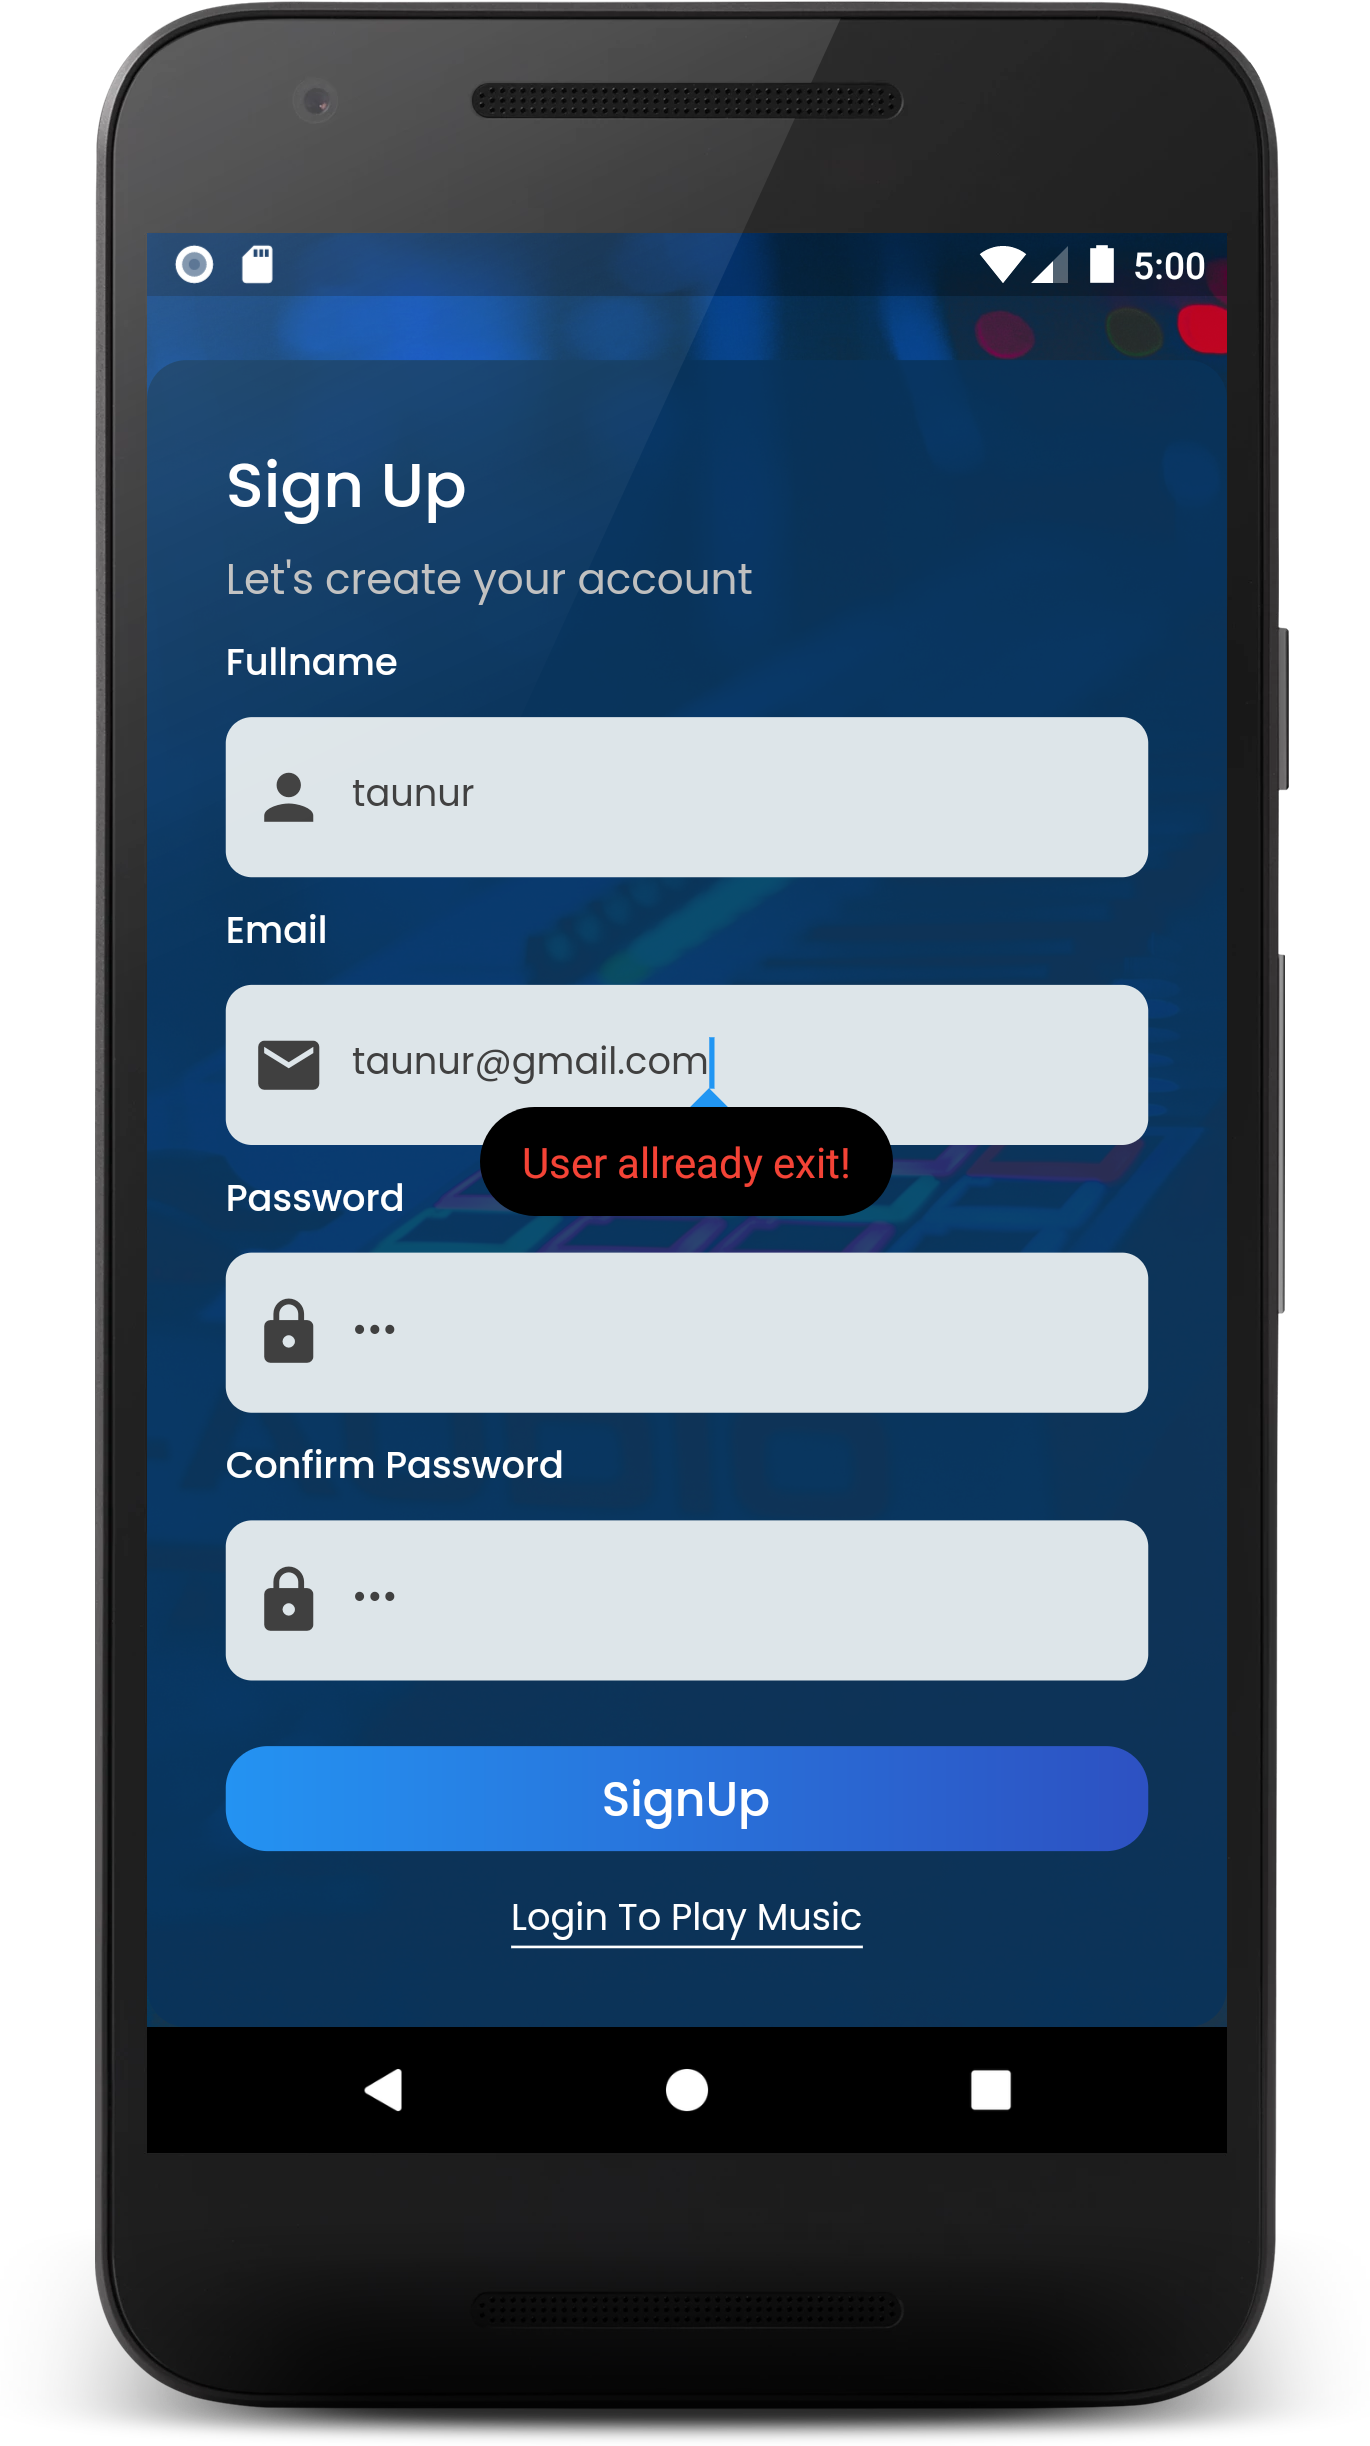 5:00
Sign Up
Let's create your account
Fullname
taunur
Email
taunur@gmail.com
User allready exit!
Password
•••
Confirm Password
•••
SignUp
Login To Play Music